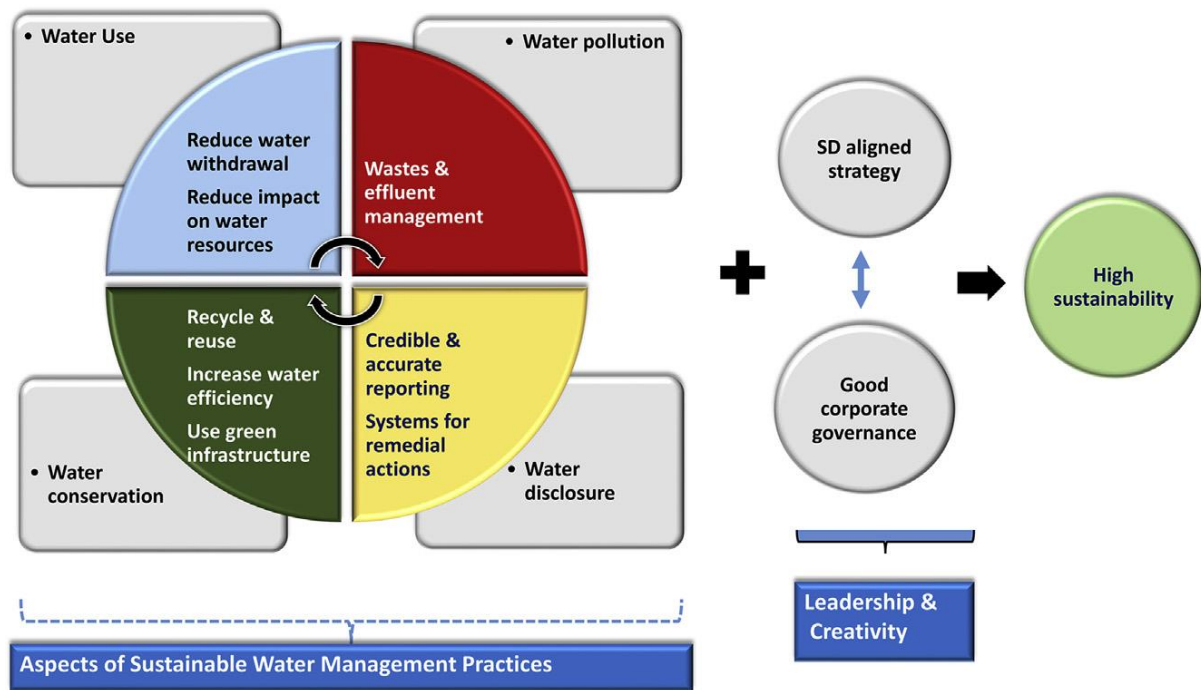 • Water Use
• Water pollution
Reduce water
withdrawal
Reduce impact
on water
resources
Wastes &
effluent
management
Recycle &
reuse
Increase water
efficiency
Use green
infrastructure
Credible &
accurate
reporting
Systems for
remedial
actions
• Water
conservation
• Water
disclosure
Aspects of Sustainable Water Management Practices
SD aligned
strategy
Good
corporate
governance
Leadership &
Creativity
High
sustainability